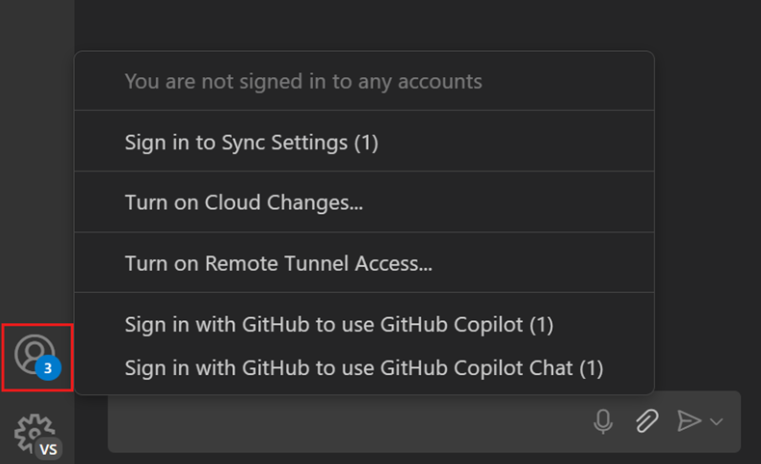 You are not signed in to any accounts
Sign in to Sync Settings (1)
Turn on Cloud Changes...
Turn on Remote Tunnel Access...
Sign in with GitHub to use GitHub Copilot (1)
Sign in with GitHub to use GitHub Copilot Chat (1)
3
VS